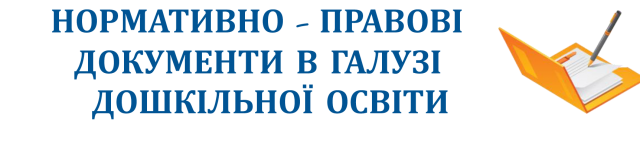 НОРМАТИВНО - ПРАВОВІ
ДОКУМЕНТИ В ГАЛУЗІ
ДОШКІЛЬНОЇ ОСВІТИ